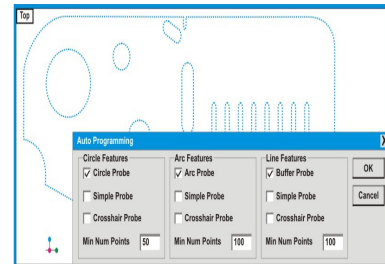 Top
Auto Programming
X
Circle Features Arc Features Line Features
Circle Probe Arc Probe Buffer Probe OK
Simple Probe Simple Probe Simple Probe Cancel
Crosshair Probe Crosshair Probe Crosshair Probe
Min Num Points 50 Min Num Points 100 Min Num Points 100